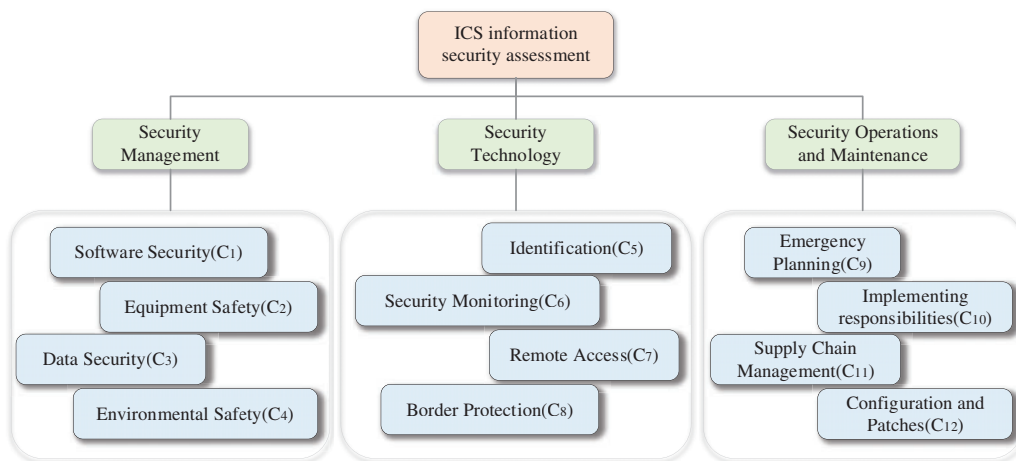 ICS information
security assessment
Security
Management
Security
Technology
Security Operations
and Maintenance
Software Security(C1)
Equipment Safety(C2)
Data Security(C3)
Environmental Safety(C4)
Identification(C5)
Security Monitoring(C6)
Remote Access(C7)
Border Protection(C8)
Emergency
Planning(C9)
Implementing
responsibilities(C10)
Supply Chain
Management(C11)
Configuration and
Patches(C12)